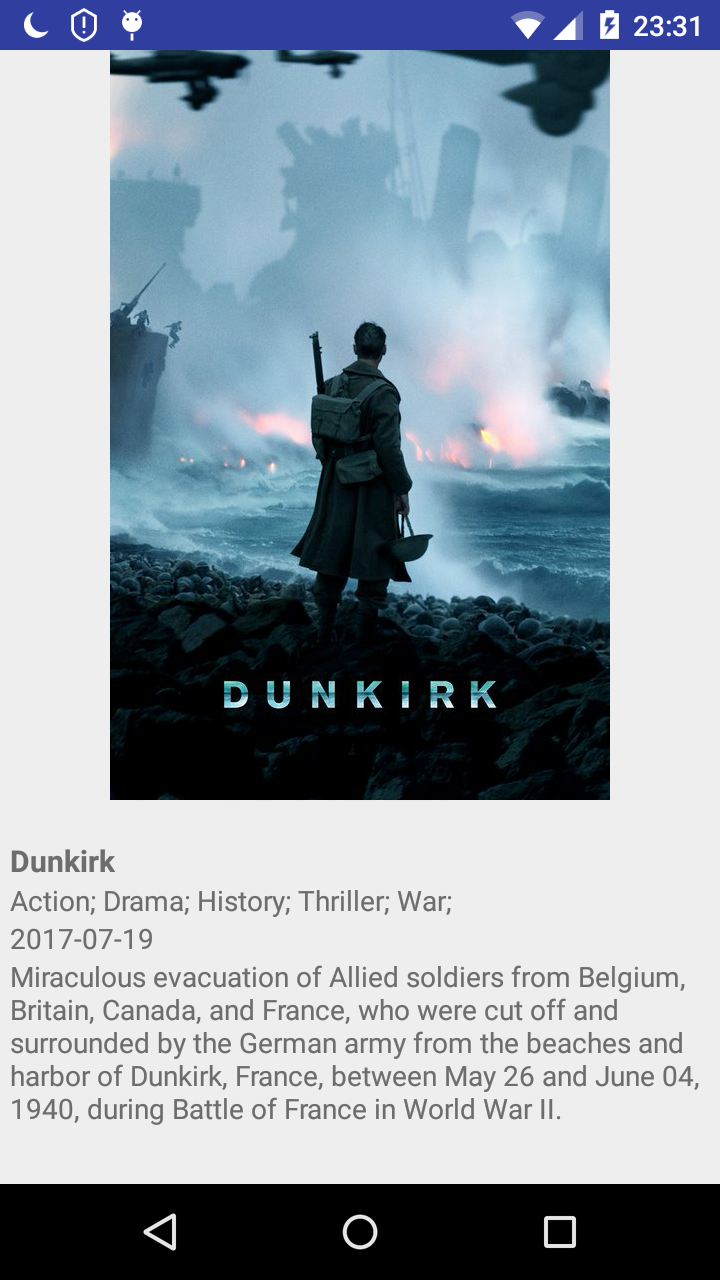 23:31
DUNKIRK
Dunkirk
Action; Drama; History; Thriller; War;
2017-07-19
Miraculous evacuation of Allied soldiers from Belgium,
Britain, Canada, and France, who were cut off and
surrounded by the German army from the beaches and
harbor of Dunkirk, France, between May 26 and June 04,
1940, during Battle of France in World War II.